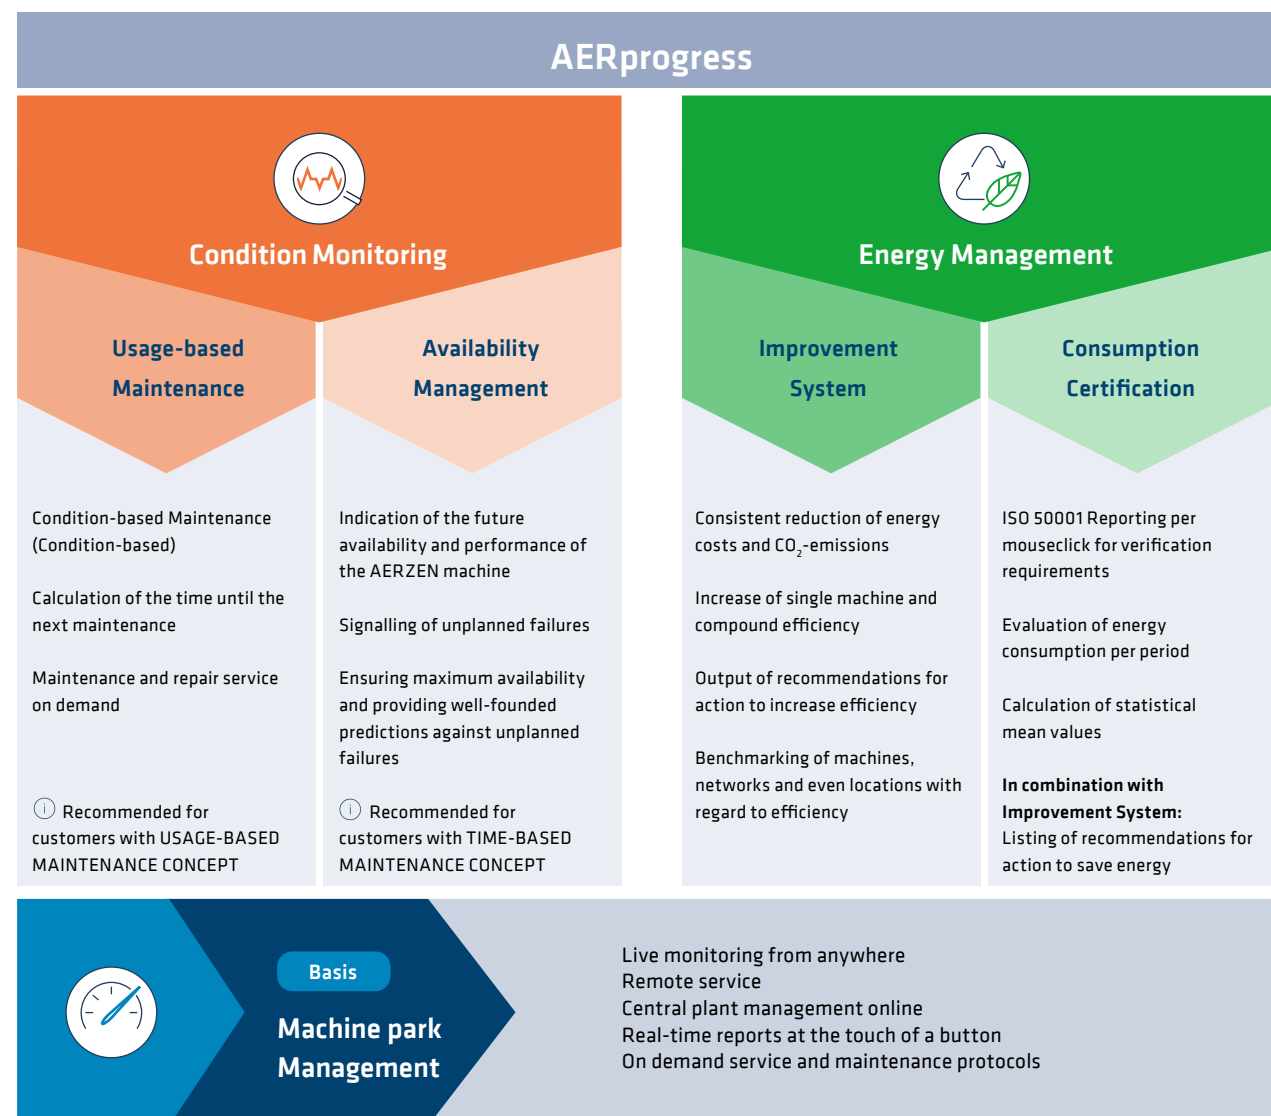 AERprogress
Condition Monitoring
Usage-based
Maintenance
Condition-based Maintenance
(Condition-based)
Calculation of the time until the
next maintenance
Maintenance and repair service
on demand
i Recommended for
customers with USAGE-BASED
MAINTENANCE CONCEPT
Availability
Management
Indication of the future
availability and performance of
the AERZEN machine
Signalling of unplanned failures
Ensuring maximum availability
and providing well-founded
predictions against unplanned
failures
i Recommended for
customers with TIME-BASED
MAINTENANCE CONCEPT
Energy Management
Improvement
System
Consistent reduction of energy
costs and CO₂-emissions
Increase of single machine and
compound efficiency
Output of recommendations for
action to increase efficiency
Benchmarking of machines,
networks and even locations with
regard to efficiency
Consumption
Certification
ISO 50001 Reporting per
mouseclick for verification
requirements
Evaluation of energy
consumption per period
Calculation of statistical
mean values
In combination with
Improvement System:
Listing of recommendations for
action to save energy
Basis
Machine park
Management
Live monitoring from anywhere
Remote service
Central plant management online
Real-time reports at the touch of a button
On demand service and maintenance protocols